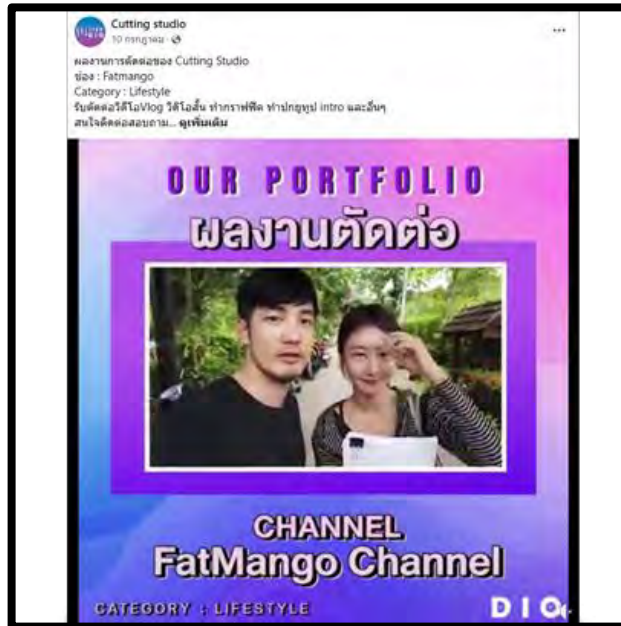 Cutting studio
10 กรกฎาคม
ผลงานการตัดต่อของ Cutting Studio
ช่อง : Fatmango
Category : Lifestyle
รับตัดต่อวิดีโอVlog วิดีโอสั้น ทำกราฟฟิค ทำปกยูทูป intro และอื่นๆ
สนใจติดต่อสอบถาม... ดูเพิ่มเติม
OUR PORTFOLIO
ผลงานตัดต่อ
CHANNEL
FatMango Channel
CATEGORY : LIFESTYLE